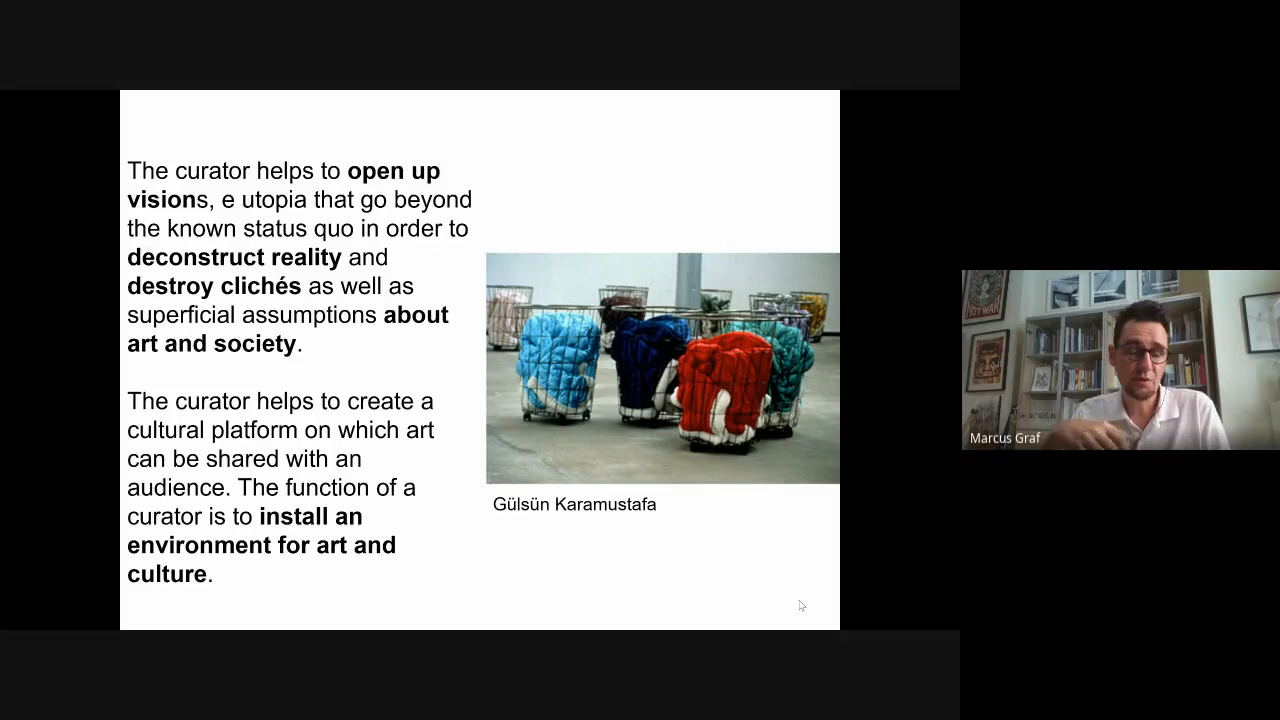 The curator helps to open up
visions, e utopia that go beyond
the known status quo in order to
deconstruct reality and
destroy clichés as well as
superficial assumptions about
art and society.
The curator helps to create a
cultural platform on which art
can be shared with an
audience. The function of a
curator is to install an
environment for art and
culture.
Gülsün Karamustafa
NOT WAR
Marcus Graf